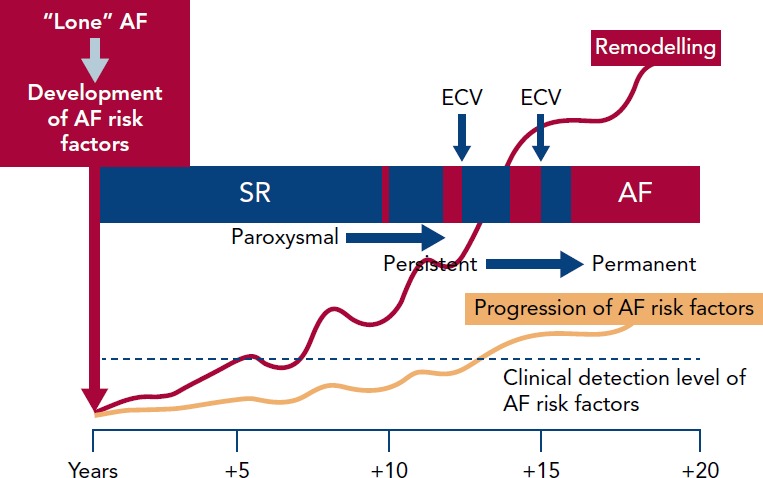 “Lone” AF
Development
of AF risk
factors
Remodelling
ECV
ECV
SR
AF
Paroxysmal
Persistent
Permanent
Progression of AF risk factors
Clinical detection level of
AF risk factors
Years
+5
+10
+15
+20